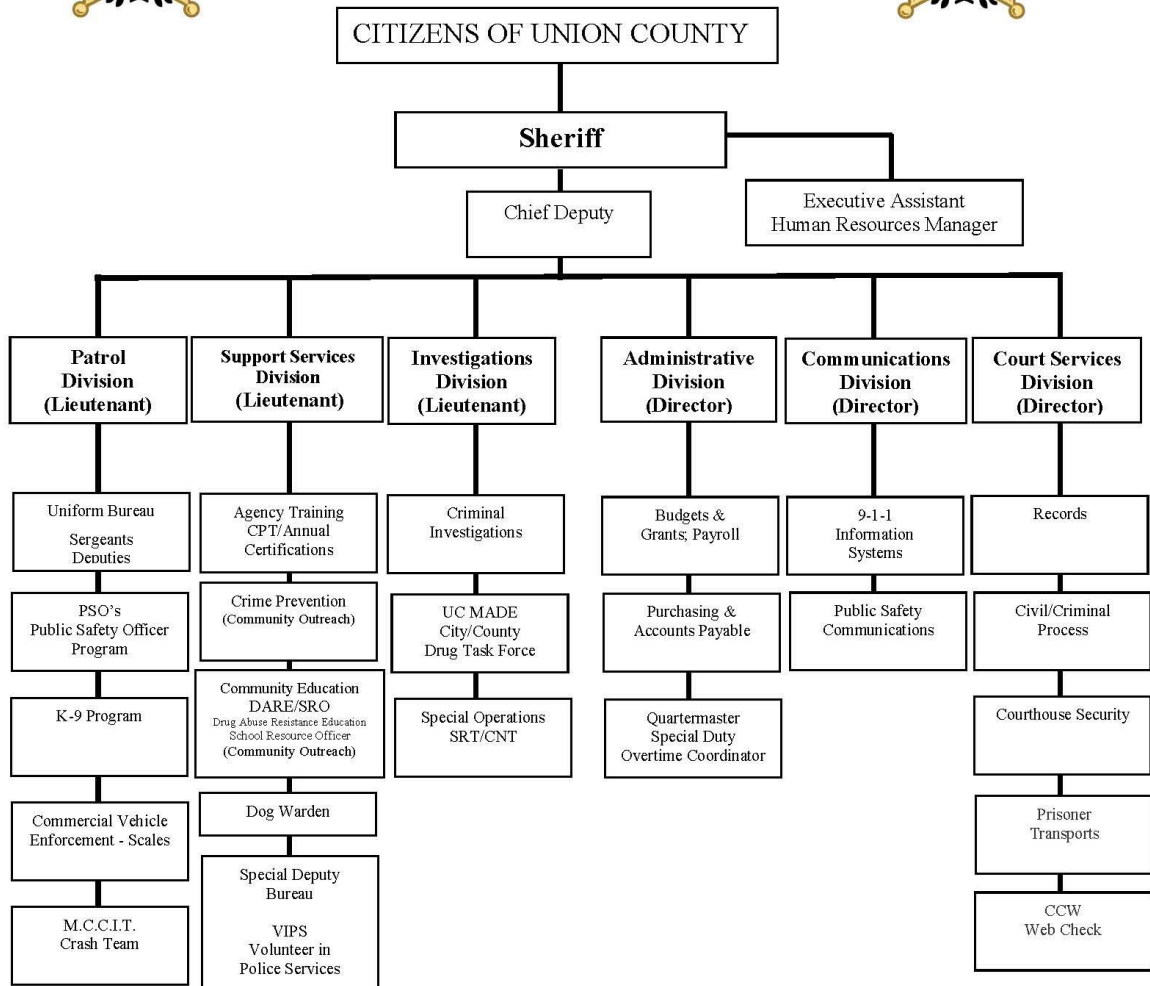 CITIZENS OF UNION COUNTY
Sheriff
Chief Deputy
Executive Assistant
Human Resources Manager
Patrol
Division
(Lieutenant)
Support Services
Division
(Lieutenant)
Investigations
Division
(Lieutenant)
Administrative
Division
(Director)
Communications
Division
(Director)
Court Services
Division
(Director)
Uniform Bureau
Sergeants
Deputies
PSO's
Public Safety Officer
Program
K-9 Program
Commercial Vehicle
Enforcement - Scales
M.C.C.I.T.
Crash Team
Agency Training
CPT/Annual
Certifications
Crime Prevention
(Community Outreach)
Community Education
DARE/SRO
Drug Abuse Resistance Education
School Resource Officer
(Community Outreach)
Dog Warden
Special Deputy
Bureau
VIPS
Volunteer in
Police Services
Criminal
Investigations
UC MADE
City/County
Drug Task Force
Special Operations
SRT/CNT
Budgets &
Grants; Payroll
Purchasing &
Accounts Payable
Quartermaster
Special Duty
Overtime Coordinator
9-1-1
Information
Systems
Public Safety
Communications
Records
Civil/Criminal
Process
Courthouse Security
Prisoner
Transports
CCW
Web Check